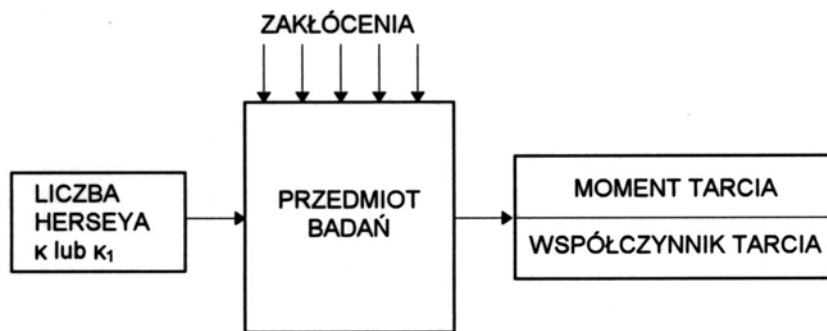 ZAKŁÓCENIA
LICZBA
HERSEYA
κ lub κ₁
PRZEDMIOT
BADAŃ
MOMENT TARCIA
WSPÓŁCZYNNIK TARCIA